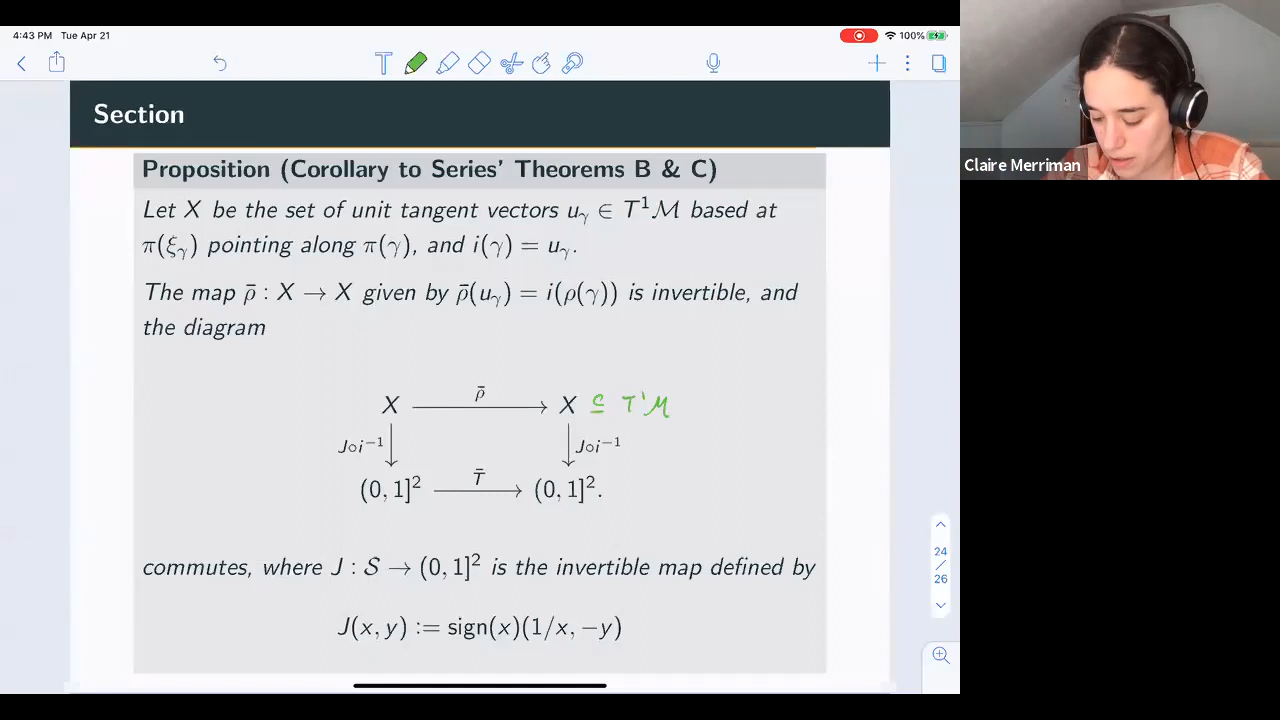 4:43 PM Tue Apr 21
100%
Section
Proposition (Corollary to Series' Theorems B & C)
Let X be the set of unit tangent vectors u_γ ∈ T¹ℳ based at
π(ξ_γ) pointing along π(γ), and i(γ) = u_γ.
The map ρ̄ : X → X given by ρ̄(u_γ) = i(ρ(γ)) is invertible, and
the diagram
ρ̄
X → X ⊆ T¹ℳ
J∘i⁻¹ J∘i⁻¹
T̄
(0, 1]² → (0, 1]².
commutes, where J : 𝒮 → (0, 1]² is the invertible map defined by
J(x, y) := sign(x)(1/x, −y)
24
/
26
Claire Merriman